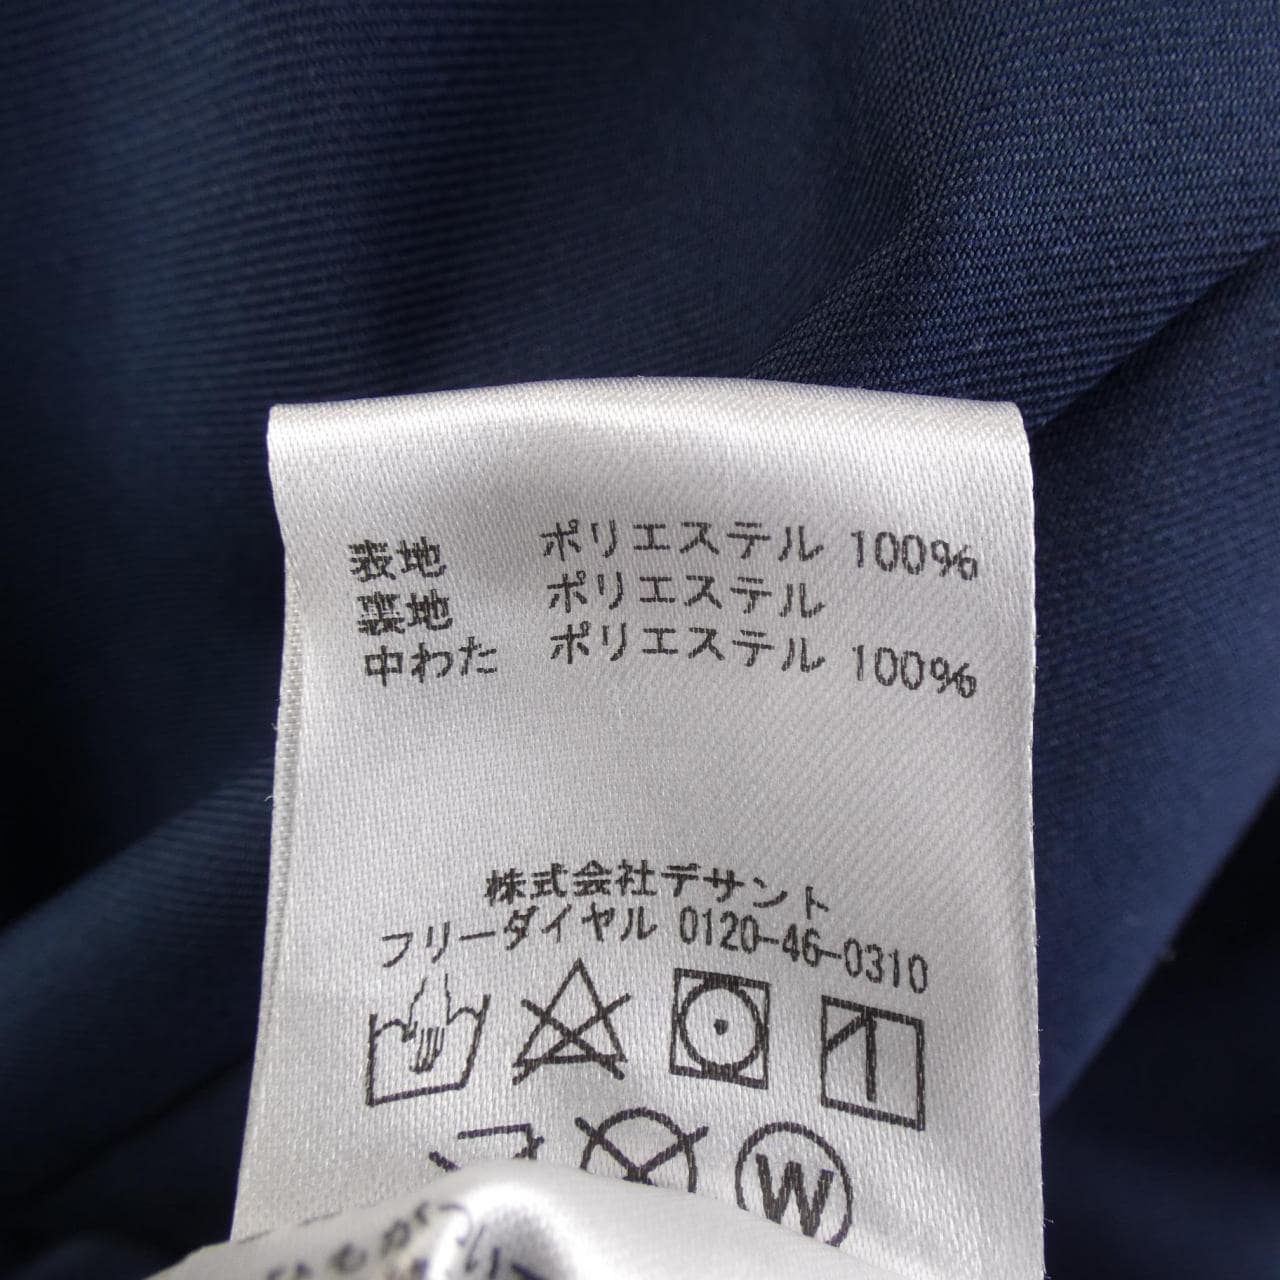 表地 ポリエステル 100%
裏地 ポリエステル
中わた ポリエステル 100%
株式会社デサント
フリーダイヤル 0120-46-0310
W